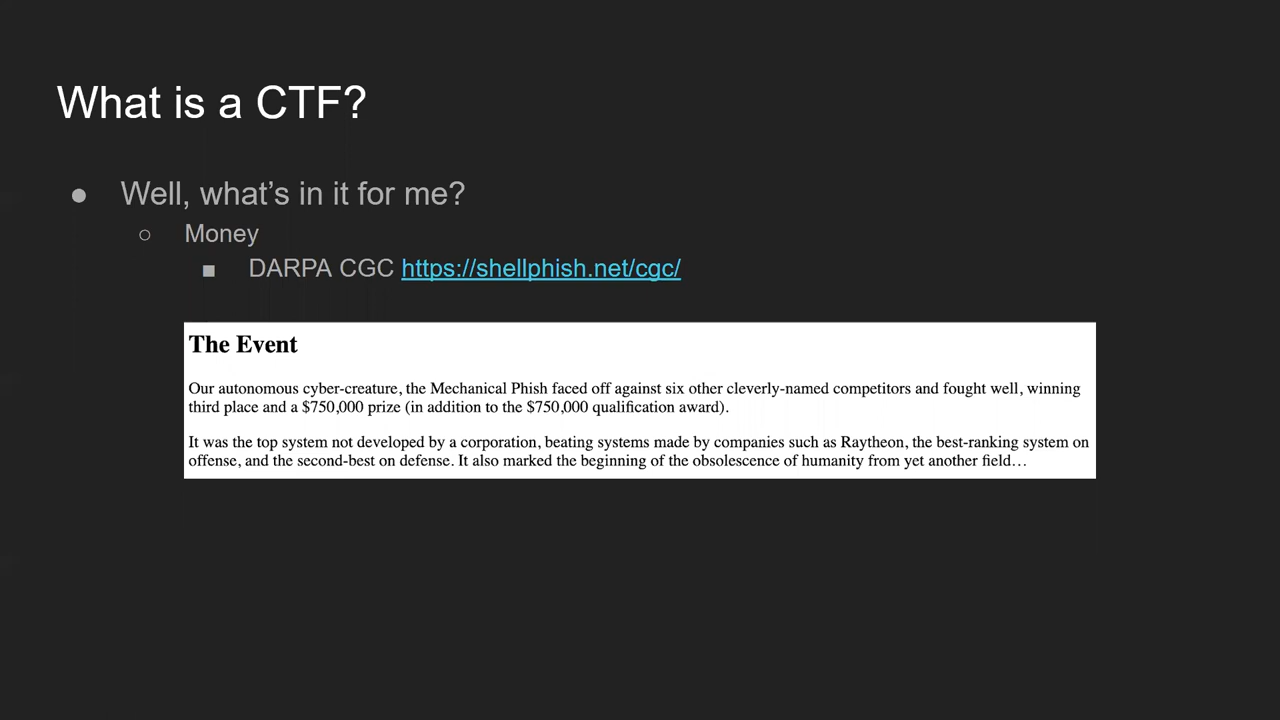 What is a CTF?
● Well, what's in it for me?
○ Money
■ DARPA CGC https://shellphish.net/cgc/
The Event
Our autonomous cyber-creature, the Mechanical Phish faced off against six other cleverly-named competitors and fought well, winning
third place and a $750,000 prize (in addition to the $750,000 qualification award).
It was the top system not developed by a corporation, beating systems made by companies such as Raytheon, the best-ranking system on
offense, and the second-best on defense. It also marked the beginning of the obsolescence of humanity from yet another field…